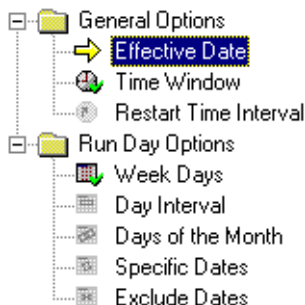 General Options
Effective Date
Time Window
Restart Time Interval
Run Day Options
Week Days
Day Interval
Days of the Month
Specific Dates
Exclude Dates